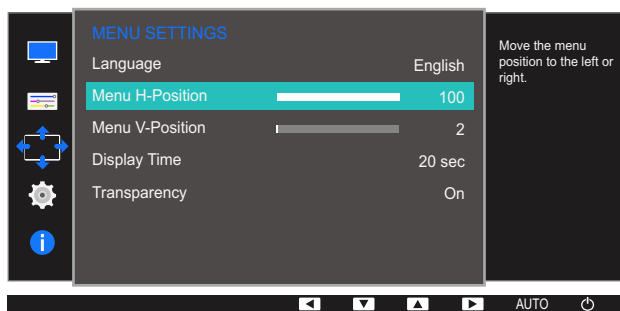 MENU SETTINGS
Language English
Menu H-Position 100
Menu V-Position 2
Display Time 20 sec
Transparency On
Move the menu
position to the left or
right.
AUTO